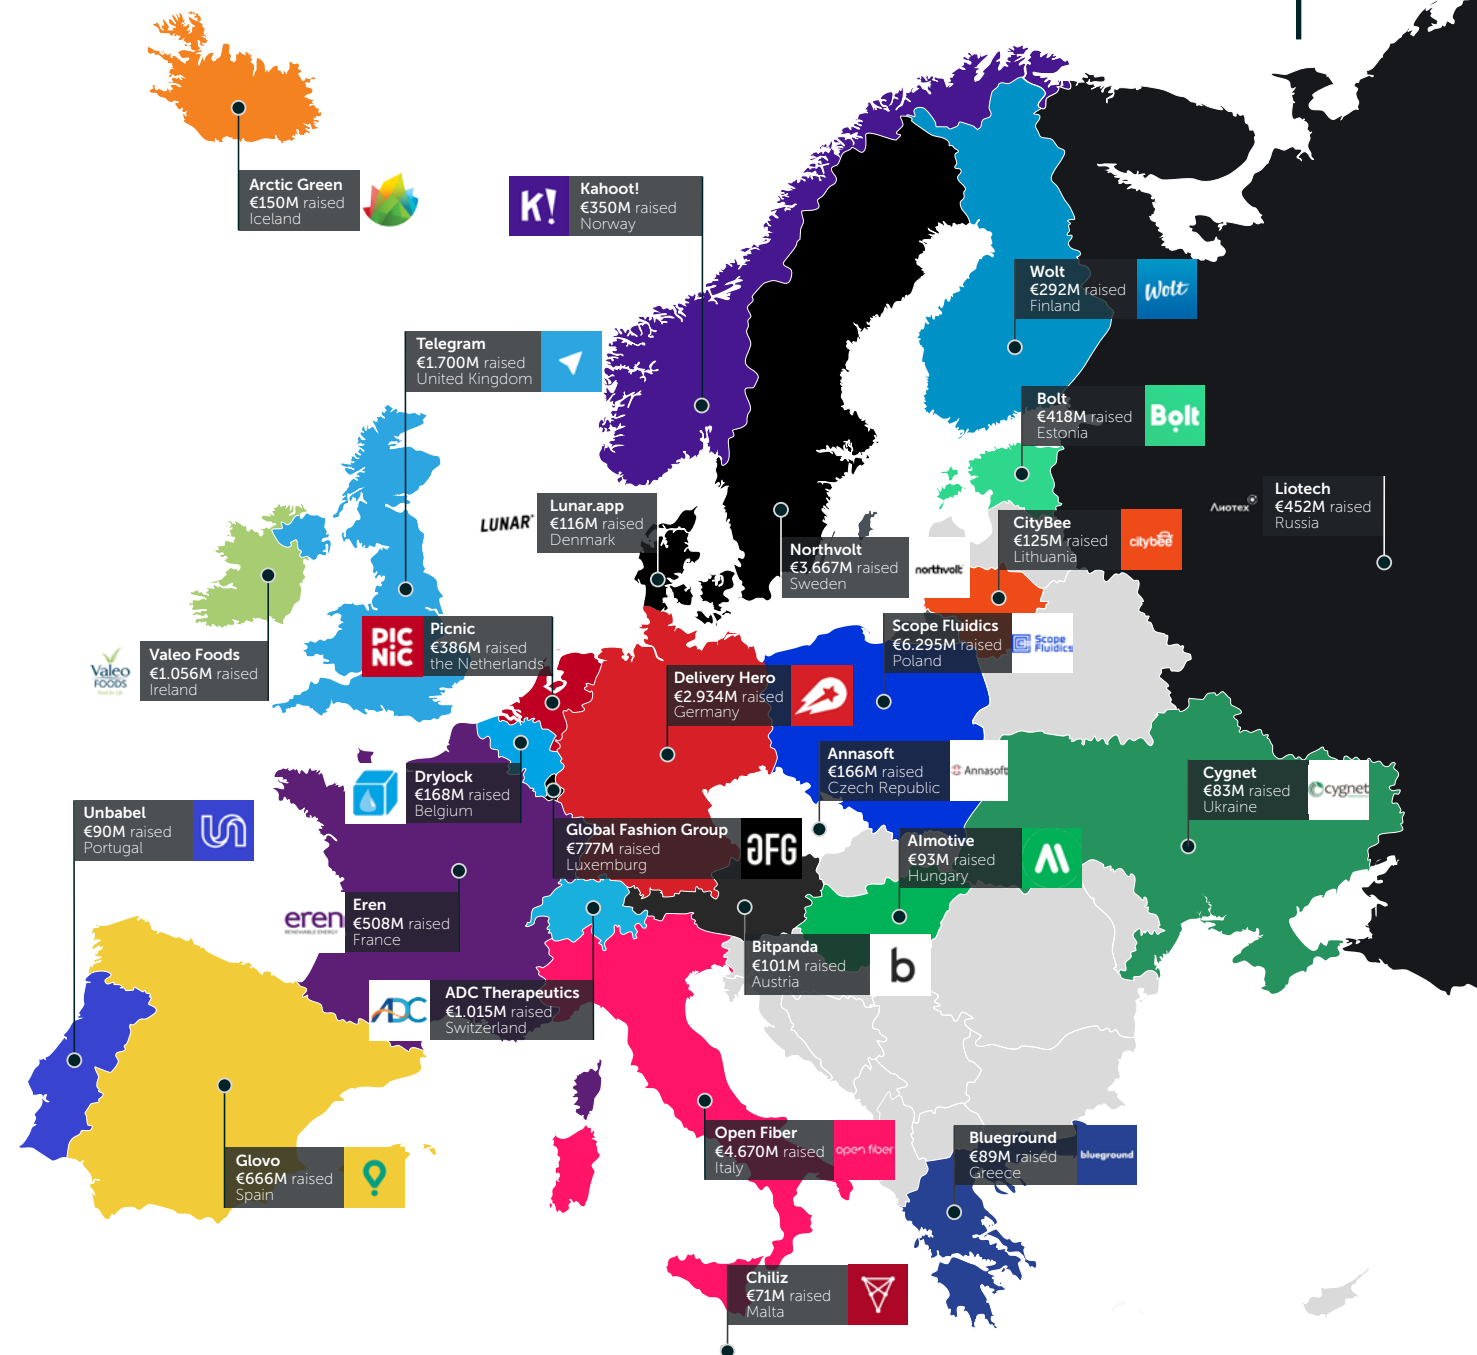 Arctic Green
€150M raised
Iceland
K!
Kahoot!
€350M raised
Norway
Wolt
€292M raised
Finland
Wolt
Telegram
€1.700M raised
United Kingdom
Bolt
€418M raised
Estonia
Bolt
LUNAR
Lunar.app
€116M raised
Denmark
Liotech
€452M raised
Russia
Лиотех
CityBee
€125M raised
Lithuania
citybee
Northvolt
€3.667M raised
Sweden
northvolt
Picnic
€386M raised
the Netherlands
PIC
NIC
Scope Fluidics
€6.295M raised
Poland
Scope
Fluidics
Valeo Foods
€1.056M raised
Ireland
Valeo
FOODS
Delivery Hero
€2.934M raised
Germany
Annasoft
€166M raised
Czech Republic
Annasoft
Drylock
€168M raised
Belgium
Cygnet
€83M raised
Ukraine
cygnet
Unbabel
€90M raised
Portugal
Global Fashion Group
€777M raised
Luxemburg
GFG
AImotive
€93M raised
Hungary
eren
RENEWABLE ENERGY
Eren
€508M raised
France
Bitpanda
€101M raised
Austria
b
ADC
ADC Therapeutics
€1.015M raised
Switzerland
Open Fiber
€4.670M raised
Italy
open fiber
Blueground
€89M raised
Greece
blueground
Glovo
€666M raised
Spain
Chiliz
€71M raised
Malta